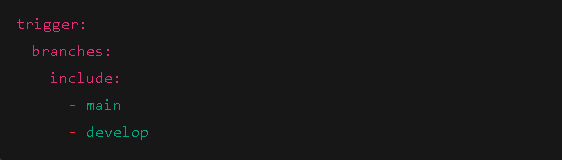 trigger:
  branches:
    include:
      - main
      - develop